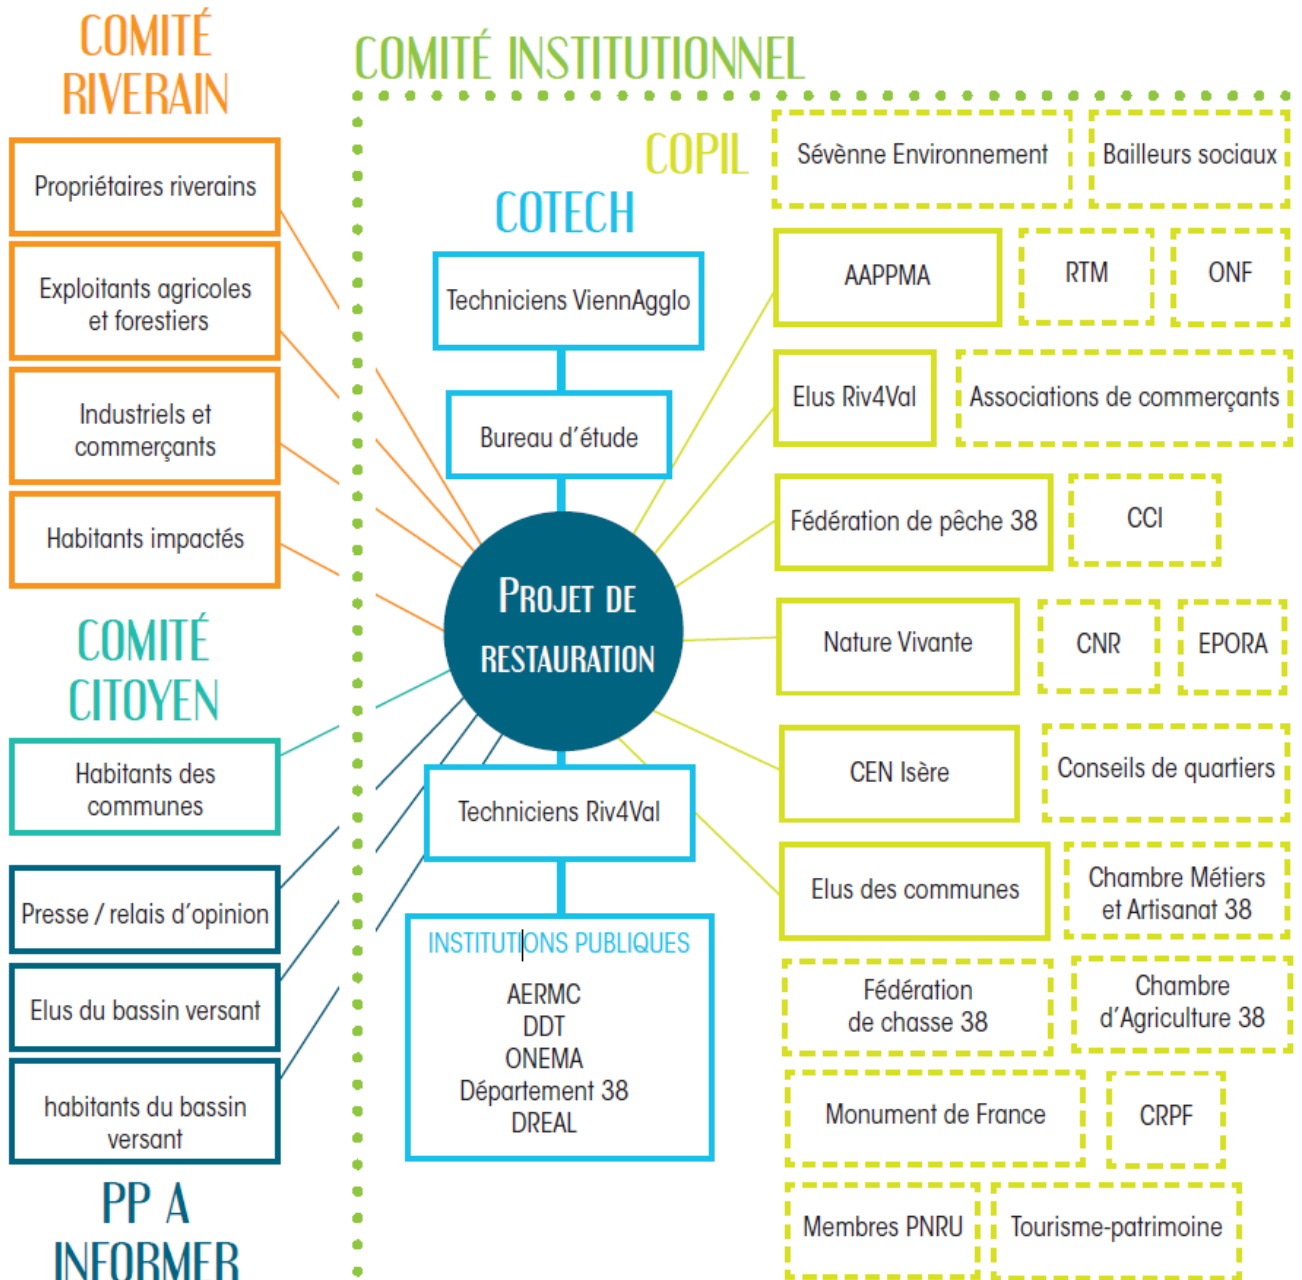 COMITÉ
RIVERAIN
Propriétaires riverains
Exploitants agricoles
et forestiers
Industriels et
commerçants
Habitants impactés
COMITÉ
CITOYEN
Habitants des
communes
Presse / relais d'opinion
Elus du bassin versant
habitants du bassin
versant
PP A
INFORMER
COMITÉ INSTITUTIONNEL
COTECH
Techniciens ViennAgglo
Bureau d'étude
PROJET DE
RESTAURATION
Techniciens Riv4Val
INSTITUTIONS PUBLIQUES
AERMC
DDT
ONEMA
Département 38
DREAL
COPIL
Sévènne Environnement
Bailleurs sociaux
AAPPMA
RTM
ONF
Elus Riv4Val
Associations de commerçants
Fédération de pêche 38
CCI
Nature Vivante
CNR
EPORA
CEN Isère
Conseils de quartiers
Elus des communes
Chambre Métiers
et Artisanat 38
Fédération
de chasse 38
Chambre
d'Agriculture 38
Monument de France
CRPF
Membres PNRU
Tourisme-patrimoine